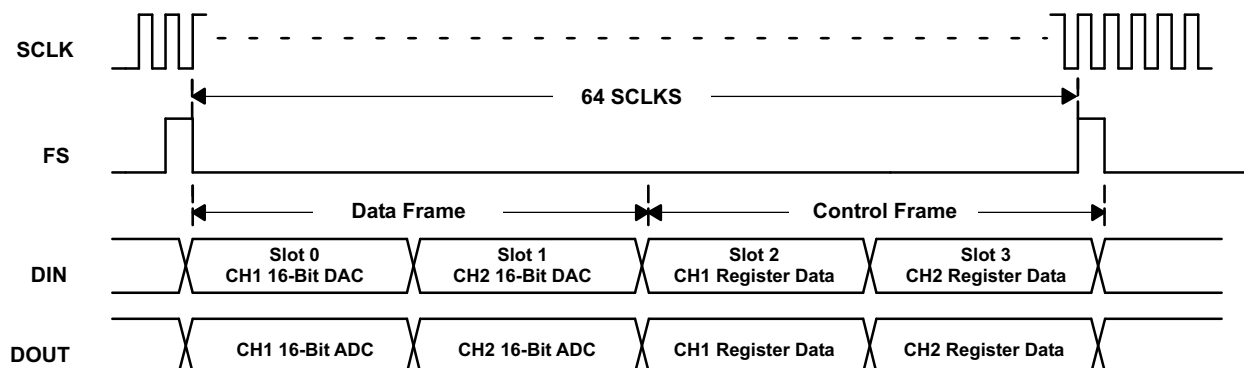 SCLK
64 SCLKS
FS
Data Frame
Control Frame
DIN
Slot 0
CH1 16-Bit DAC
Slot 1
CH2 16-Bit DAC
Slot 2
CH1 Register Data
Slot 3
CH2 Register Data
DOUT
CH1 16-Bit ADC
CH2 16-Bit ADC
CH1 Register Data
CH2 Register Data